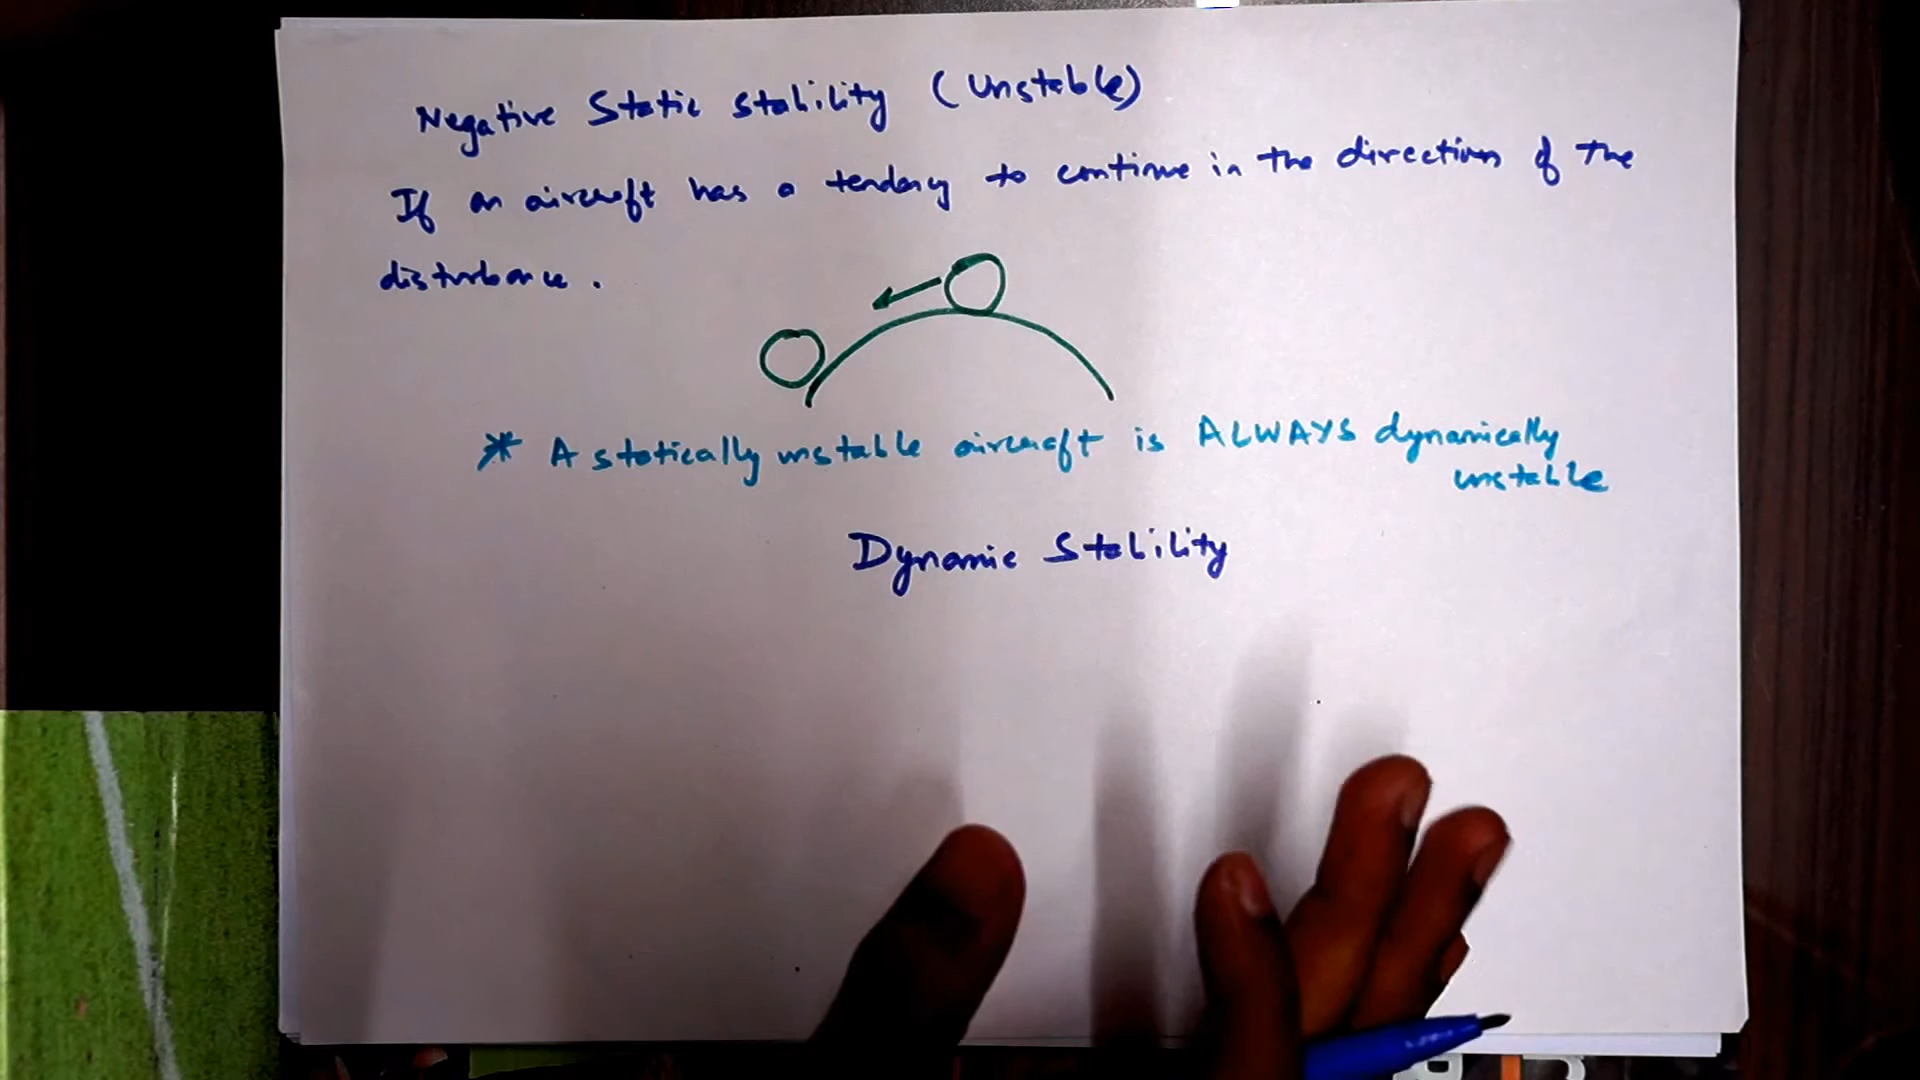 Negative Static Stability (Unstable)
If an aircraft has a tendency to continue in the direction of the
disturbance.
* A statically unstable aircraft is ALWAYS dynamically
unstable
Dynamic Stability